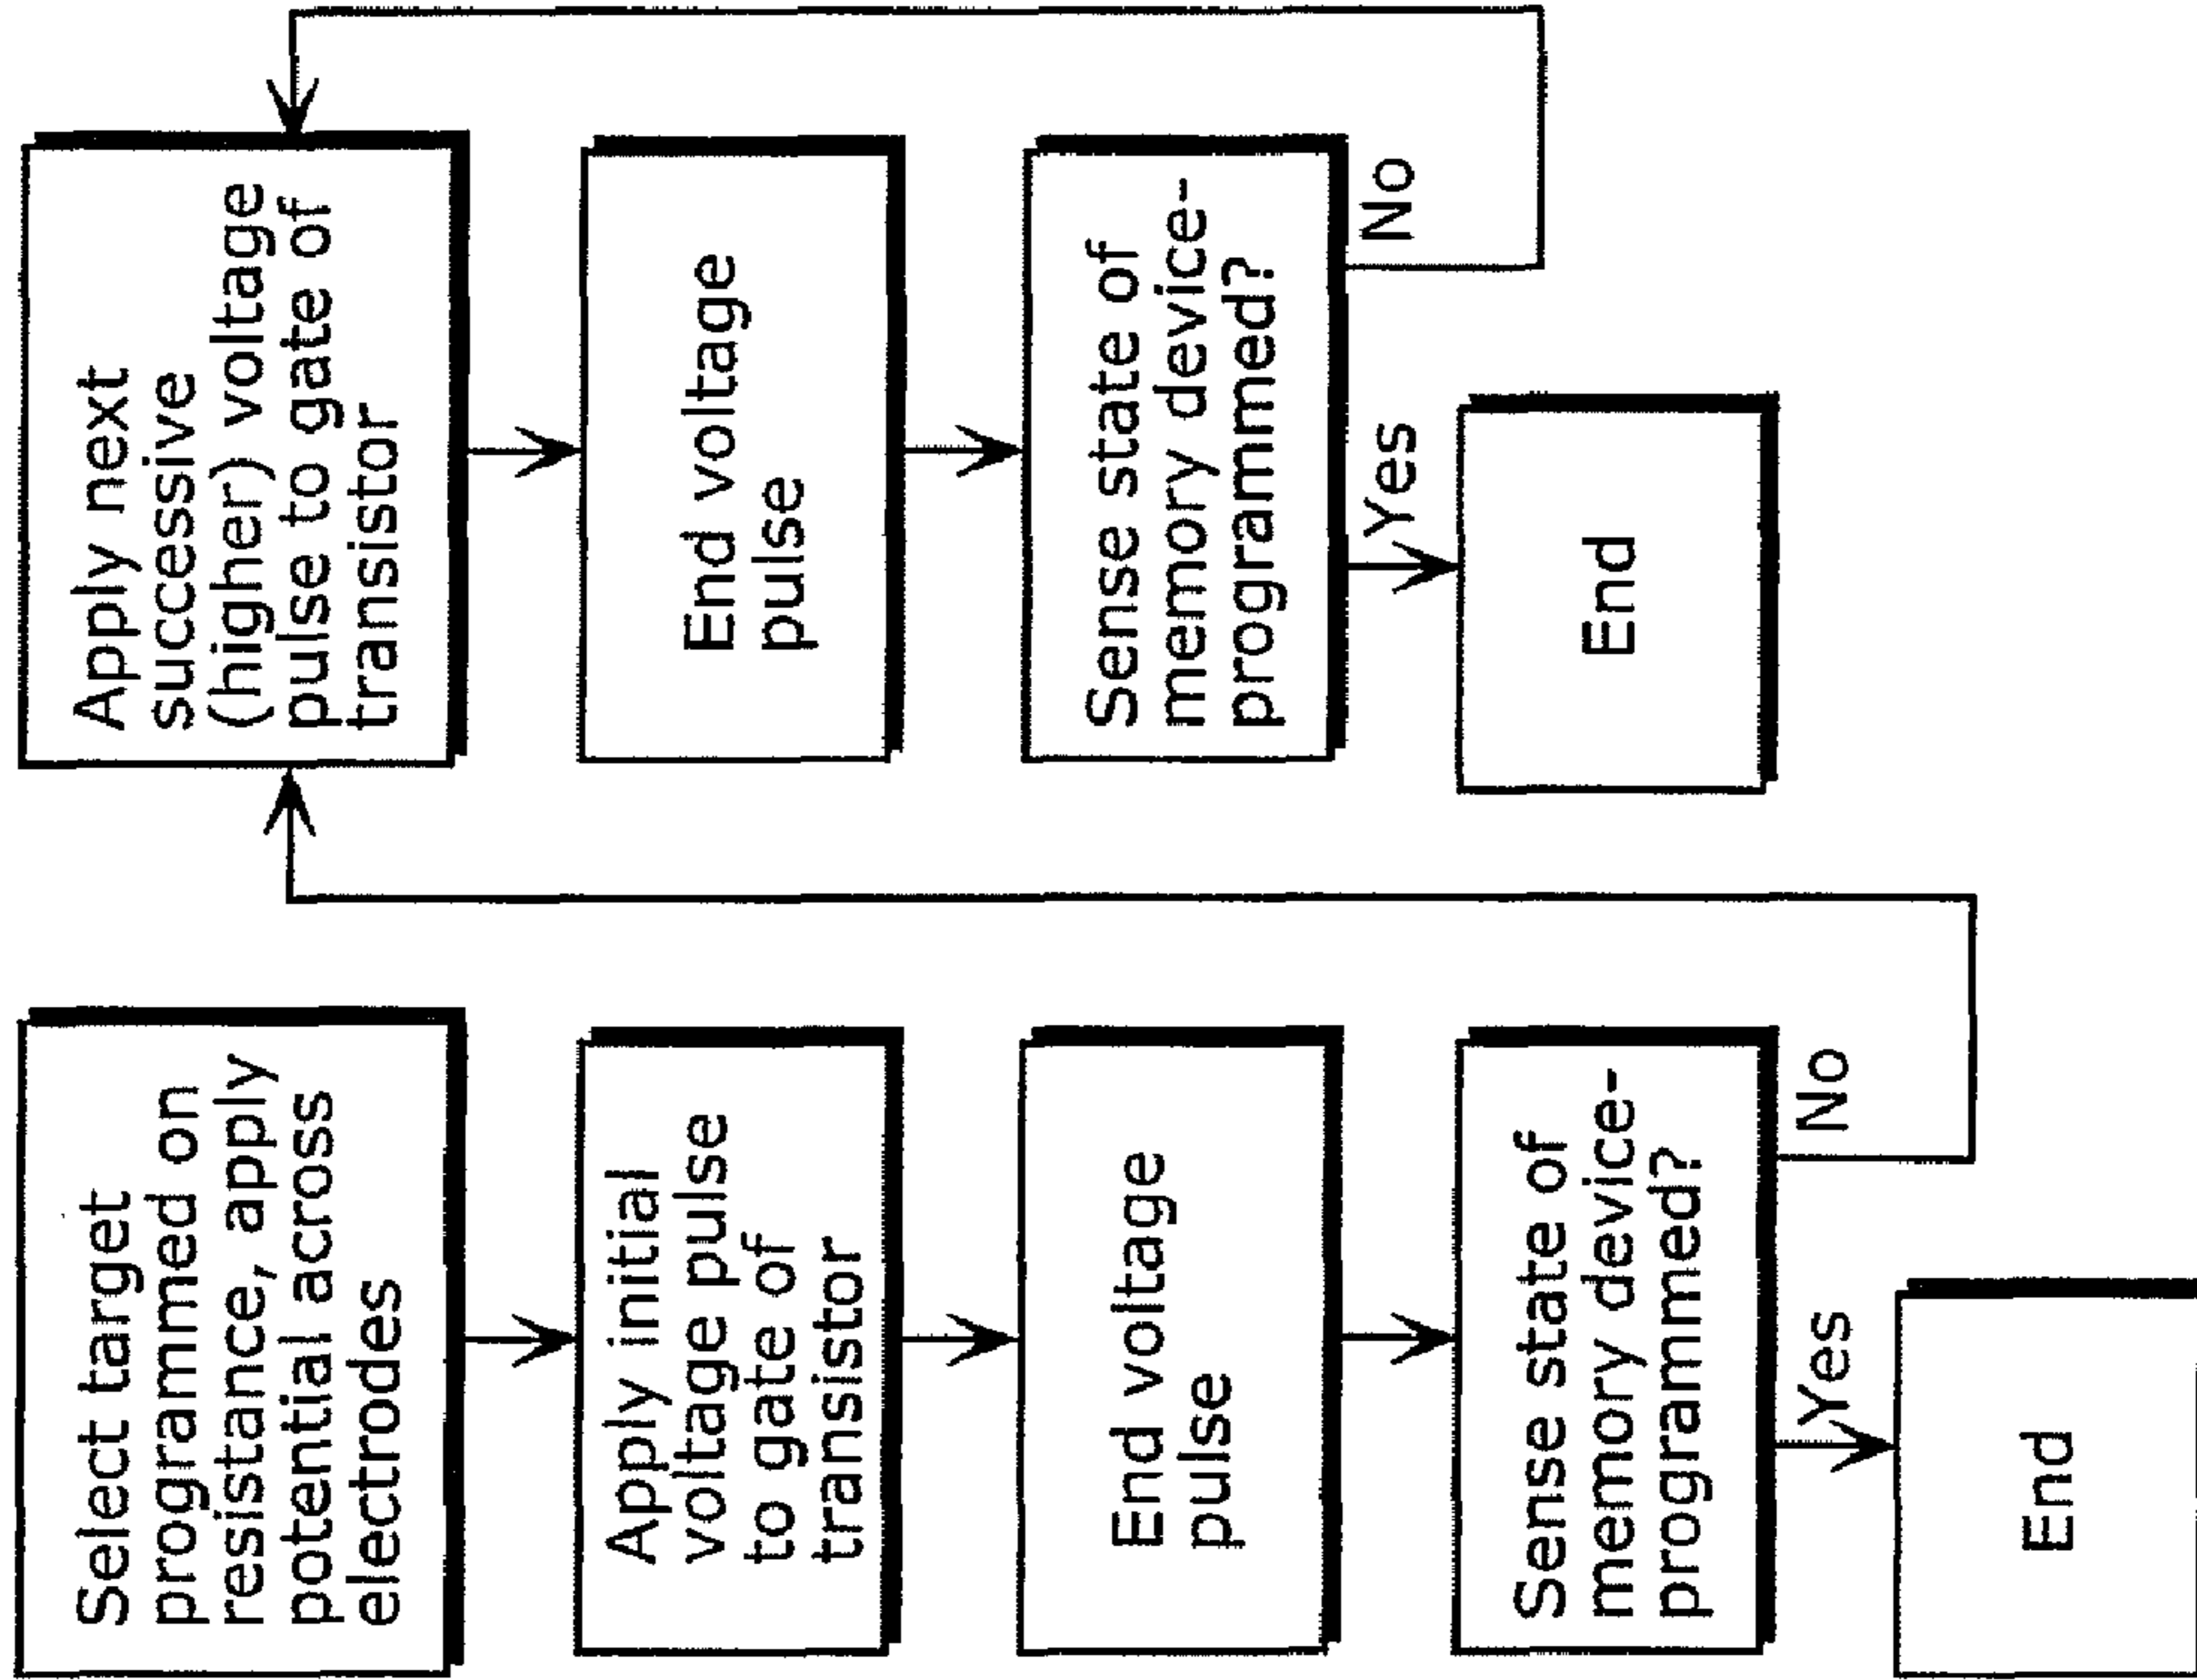 Select target
programmed on
resistance, apply
potential across
electrodes
Apply initial
voltage pulse
to gate of
transistor
End voltage
pulse
Sense state of
memory device-
programmed?
Yes
No
End
Apply next
successive
(higher) voltage
pulse to gate of
transistor
End voltage
pulse
Sense state of
memory device-
programmed?
Yes
No
End